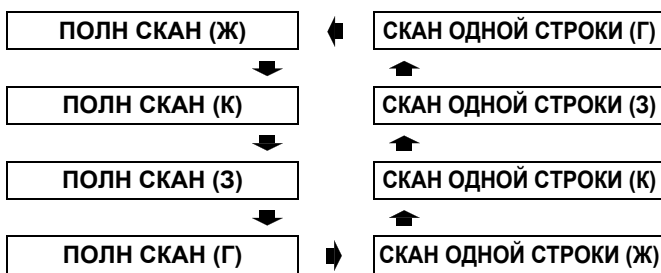 ПОЛН СКАН (Ж)
СКАН ОДНОЙ СТРОКИ (Г)
ПОЛН СКАН (К)
СКАН ОДНОЙ СТРОКИ (З)
ПОЛН СКАН (З)
СКАН ОДНОЙ СТРОКИ (К)
ПОЛН СКАН (Г)
СКАН ОДНОЙ СТРОКИ (Ж)